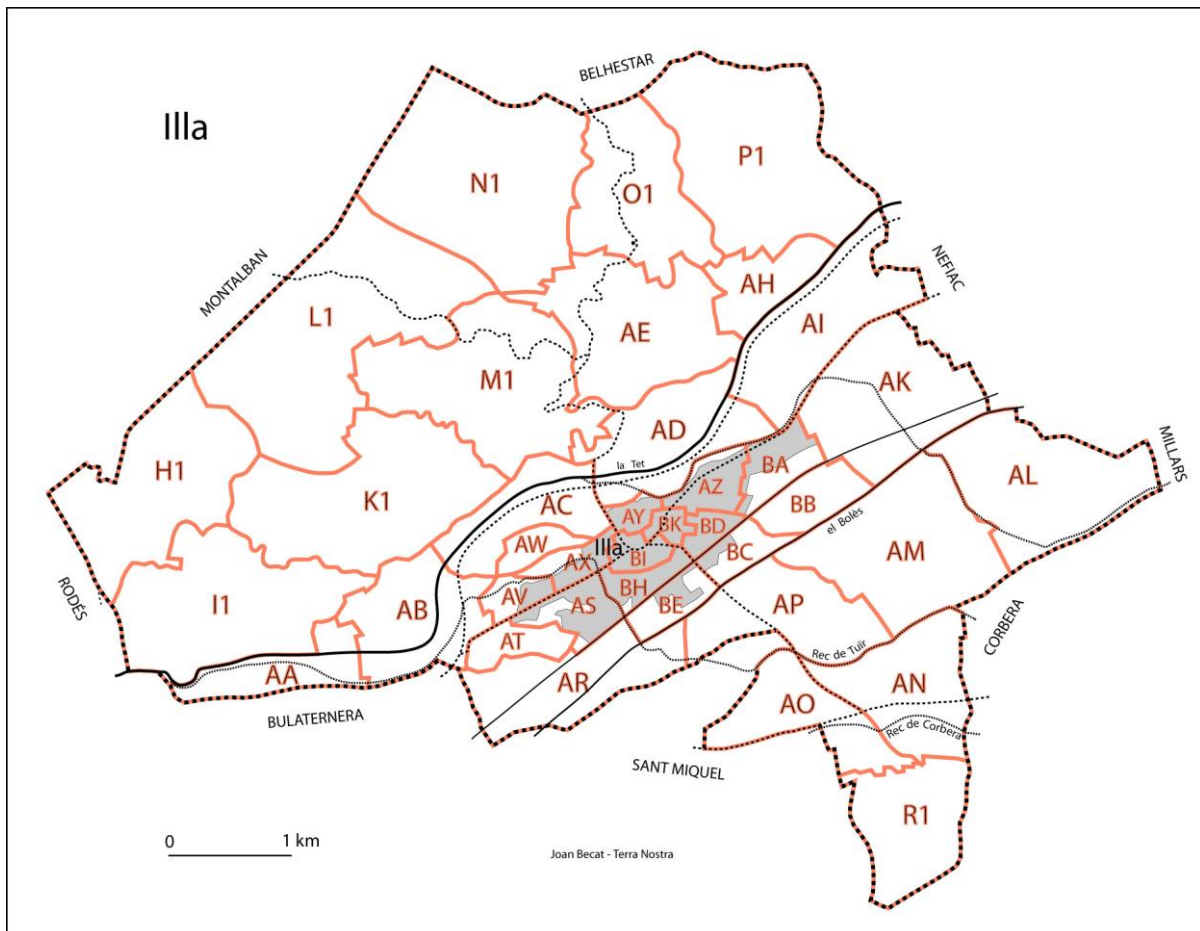 Illa
BELHESTAR
P1
N1
O1
MONTALBAN
NEFIAC
AH
L1
AI
AE
M1
AK
AD
MILLARS
la Tet
BA
H1
AZ
AL
K1
AC
BB
AY
BK
BD
el Bolès
AW
Illa
BC
AM
AX
BI
RODÉS
I1
AB
AV
AS
BH
BE
AP
CORBERA
AT
Rec de Tuïr
AA
AR
AN
AO
BULATERNERA
Rec de Corbera
SANT MIQUEL
R1
0 1 km
Joan Becat - Terra Nostra